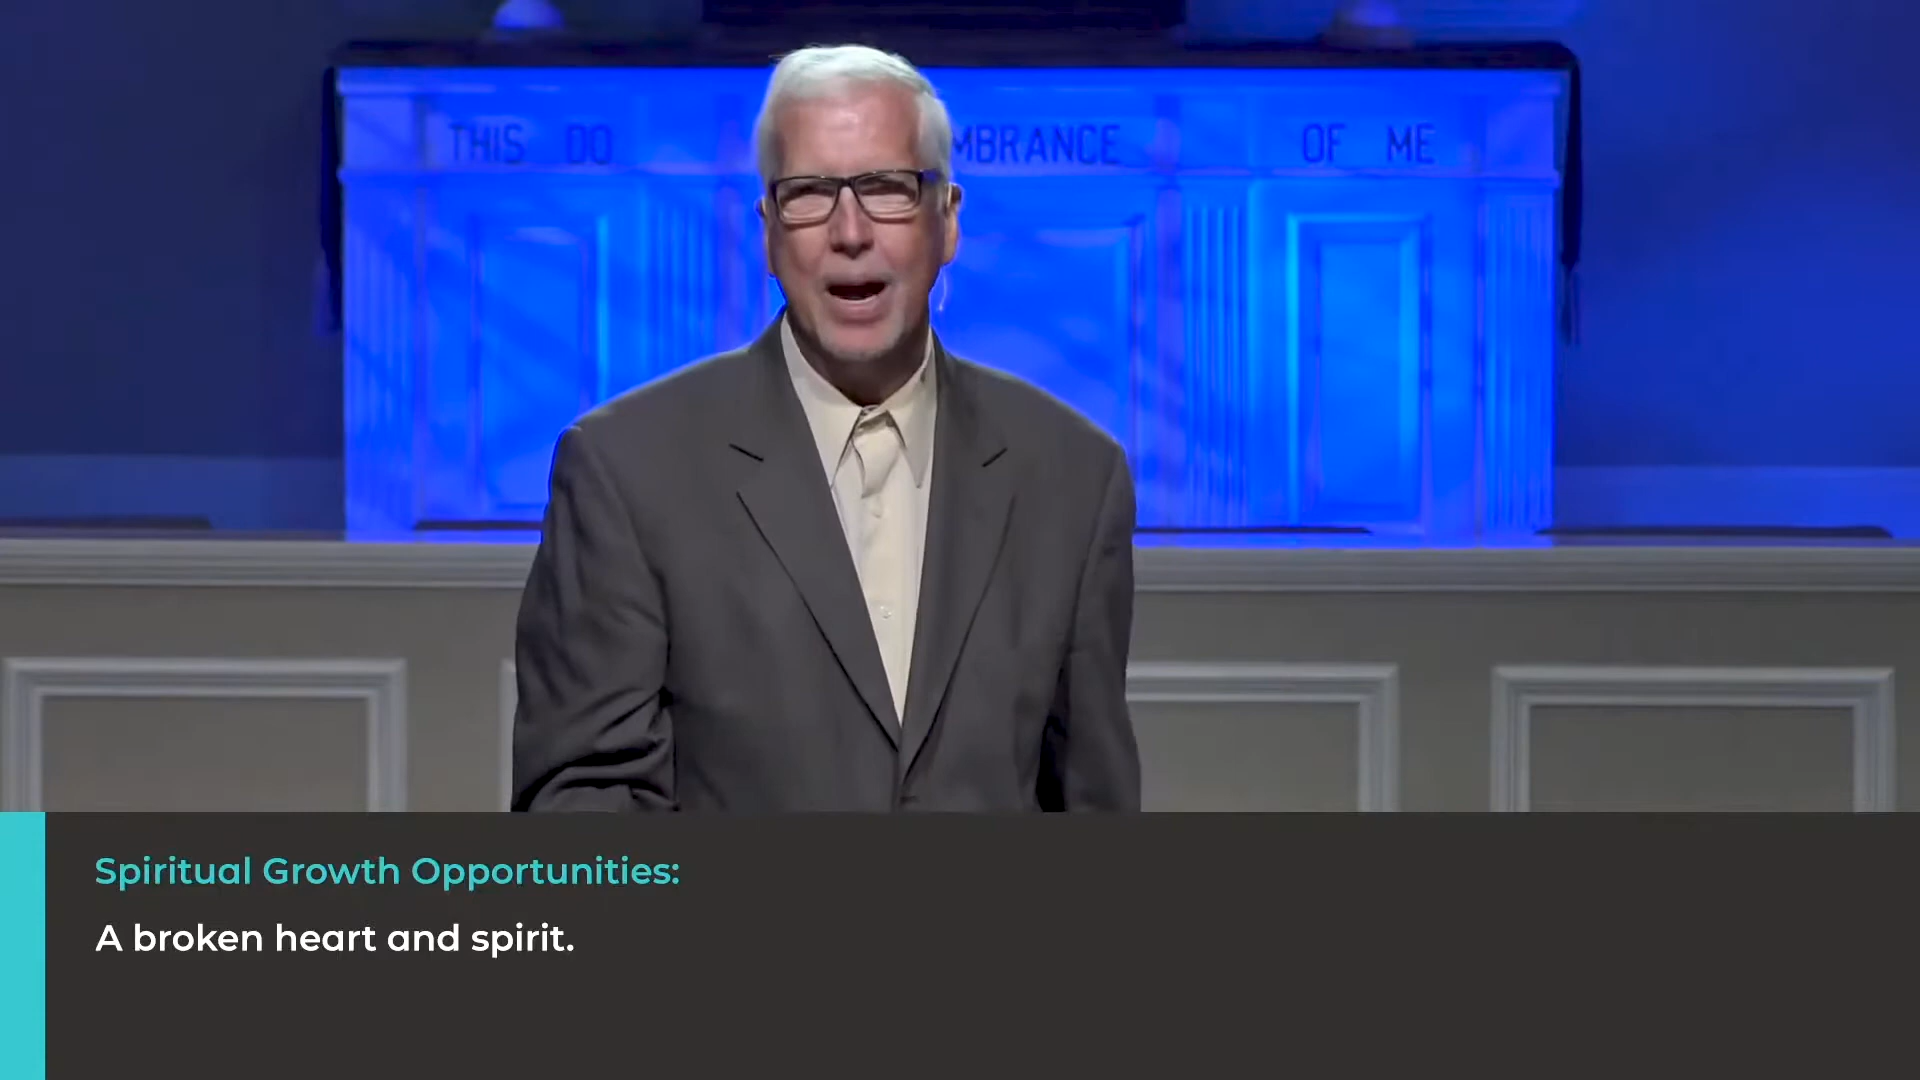 THIS DO MBRANCE OF ME
Spiritual Growth Opportunities:
A broken heart and spirit.